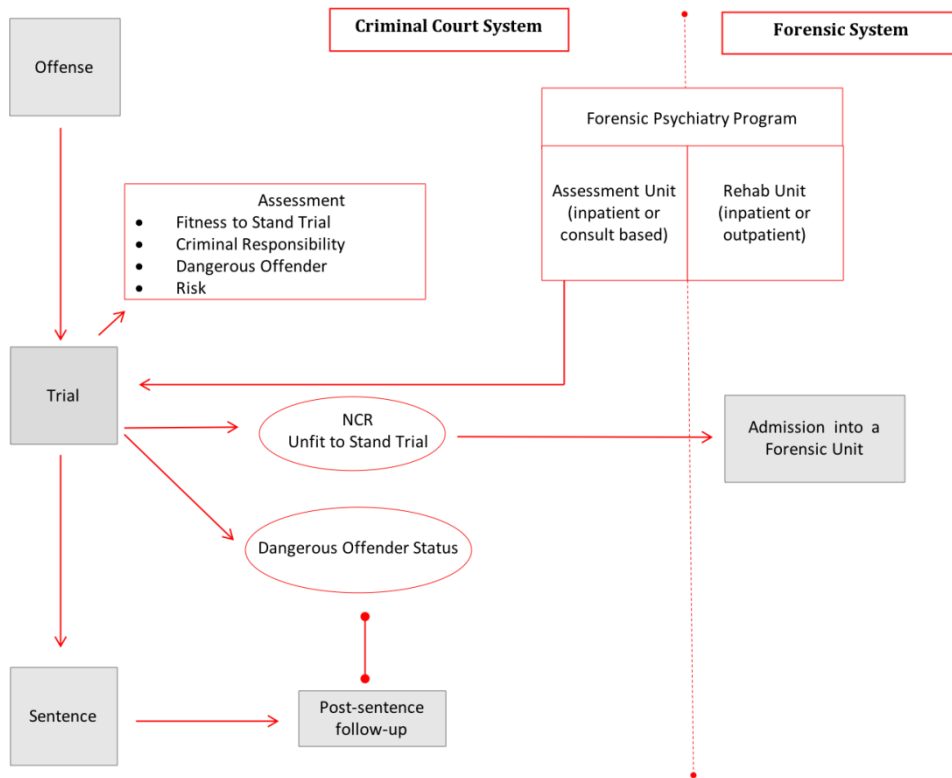 Criminal Court System
Forensic System
Offense
Forensic Psychiatry Program
Assessment Unit
(inpatient or
consult based)
Rehab Unit
(inpatient or
outpatient)
Assessment
• Fitness to Stand Trial
• Criminal Responsibility
• Dangerous Offender
• Risk
Trial
NCR
Unfit to Stand Trial
Admission into a
Forensic Unit
Dangerous Offender Status
Sentence
Post-sentence
follow-up